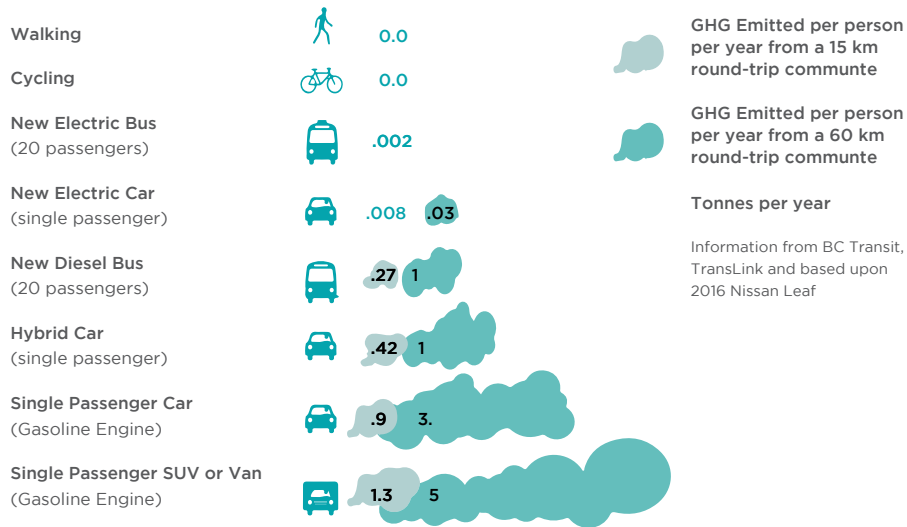 Walking
0.0
Cycling
0.0
New Electric Bus
(20 passengers)
.002
New Electric Car
(single passenger)
.008
.03
New Diesel Bus
(20 passengers)
.27
1
Hybrid Car
(single passenger)
.42
1
Single Passenger Car
(Gasoline Engine)
.9
3.
Single Passenger SUV or Van
(Gasoline Engine)
1.3
5
GHG Emitted per person
per year from a 15 km
round-trip communte
GHG Emitted per person
per year from a 60 km
round-trip communte
Tonnes per year
Information from BC Transit,
TransLink and based upon
2016 Nissan Leaf